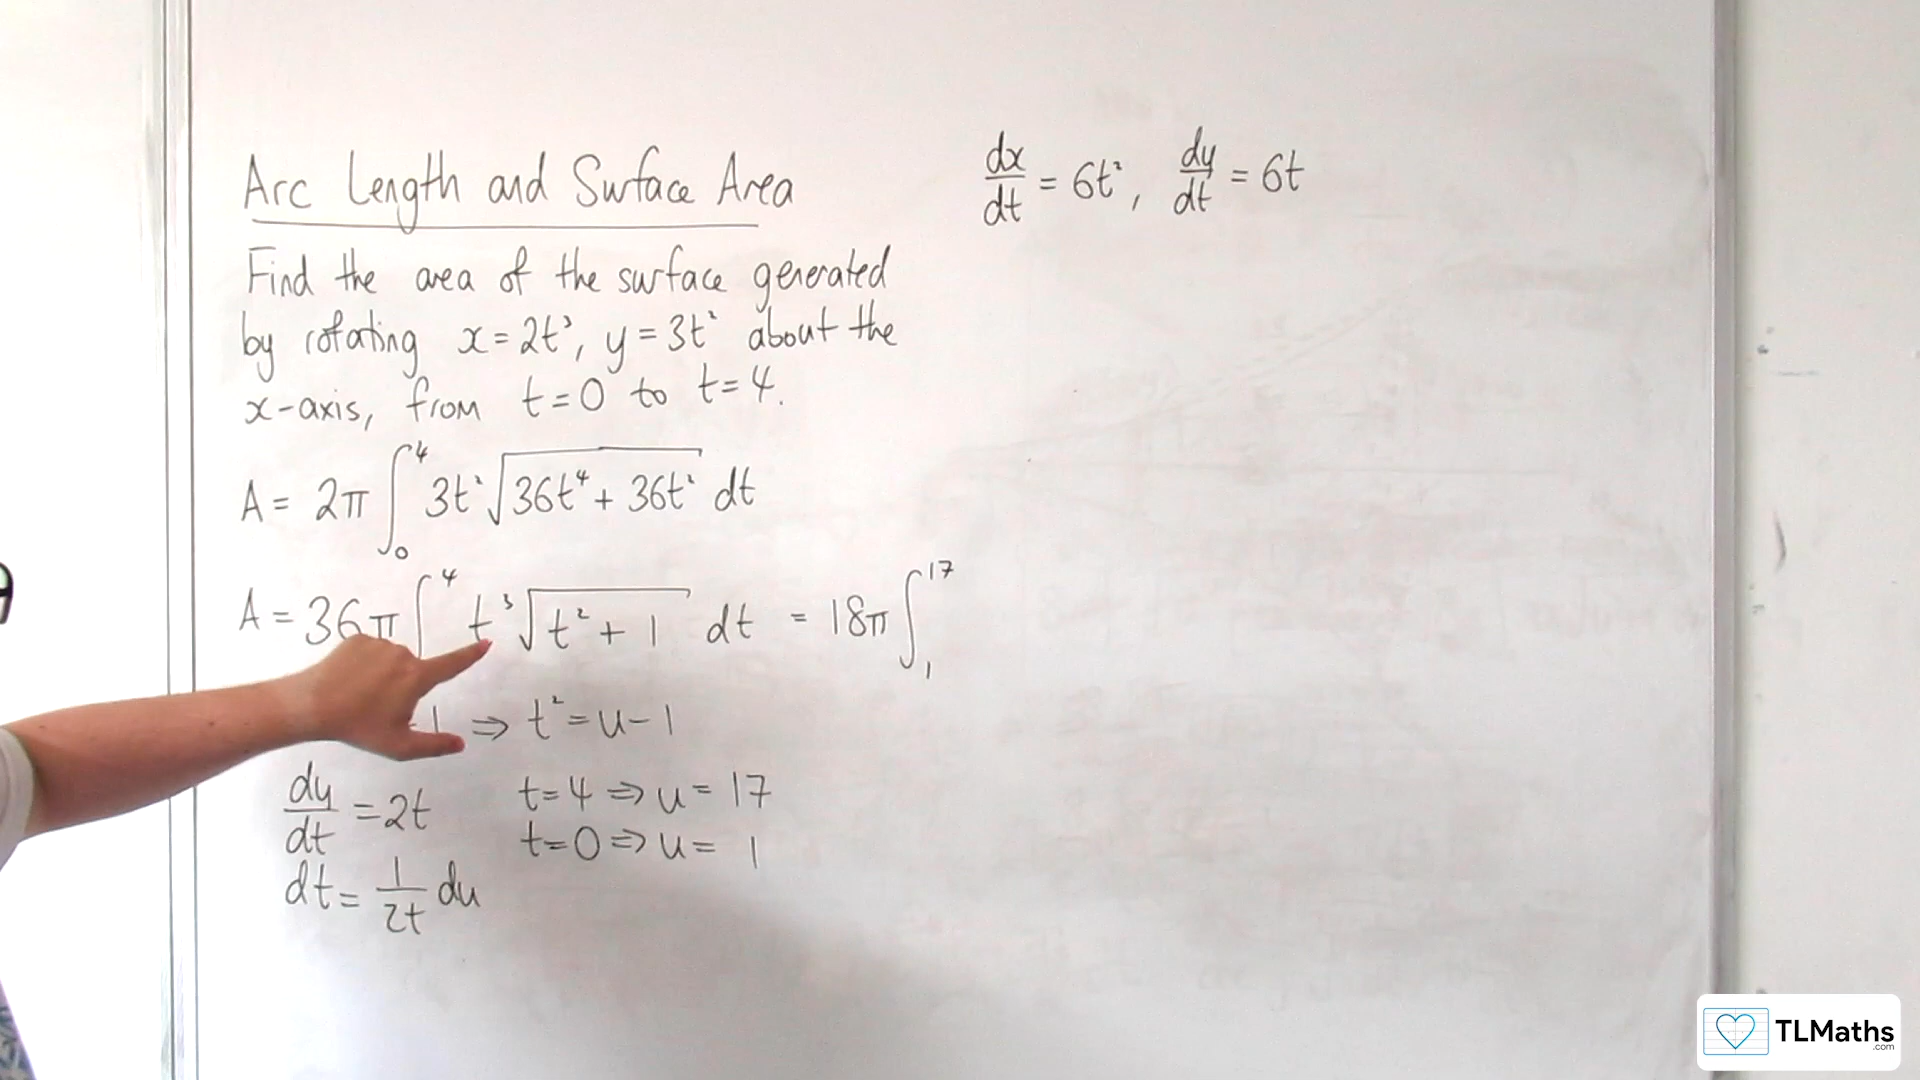 Arc Length and Surface Area
Find the area of the surface generated
by rotating x = 2t³, y = 3t² about the
x-axis, from t = 0 to t = 4.
A = 2π ∫₀⁴ 3t² √(36t⁴ + 36t²) dt
A = 36π ∫⁴ t³ √(t² + 1) dt = 18π ∫₁¹⁷
-1 ⇒ t² = u - 1
dy/dt = 2t
t = 4 ⇒ u = 17
t = 0 ⇒ u = 1
dt = 1/2t du
dx/dt = 6t², dy/dt = 6t
TLMaths
.com